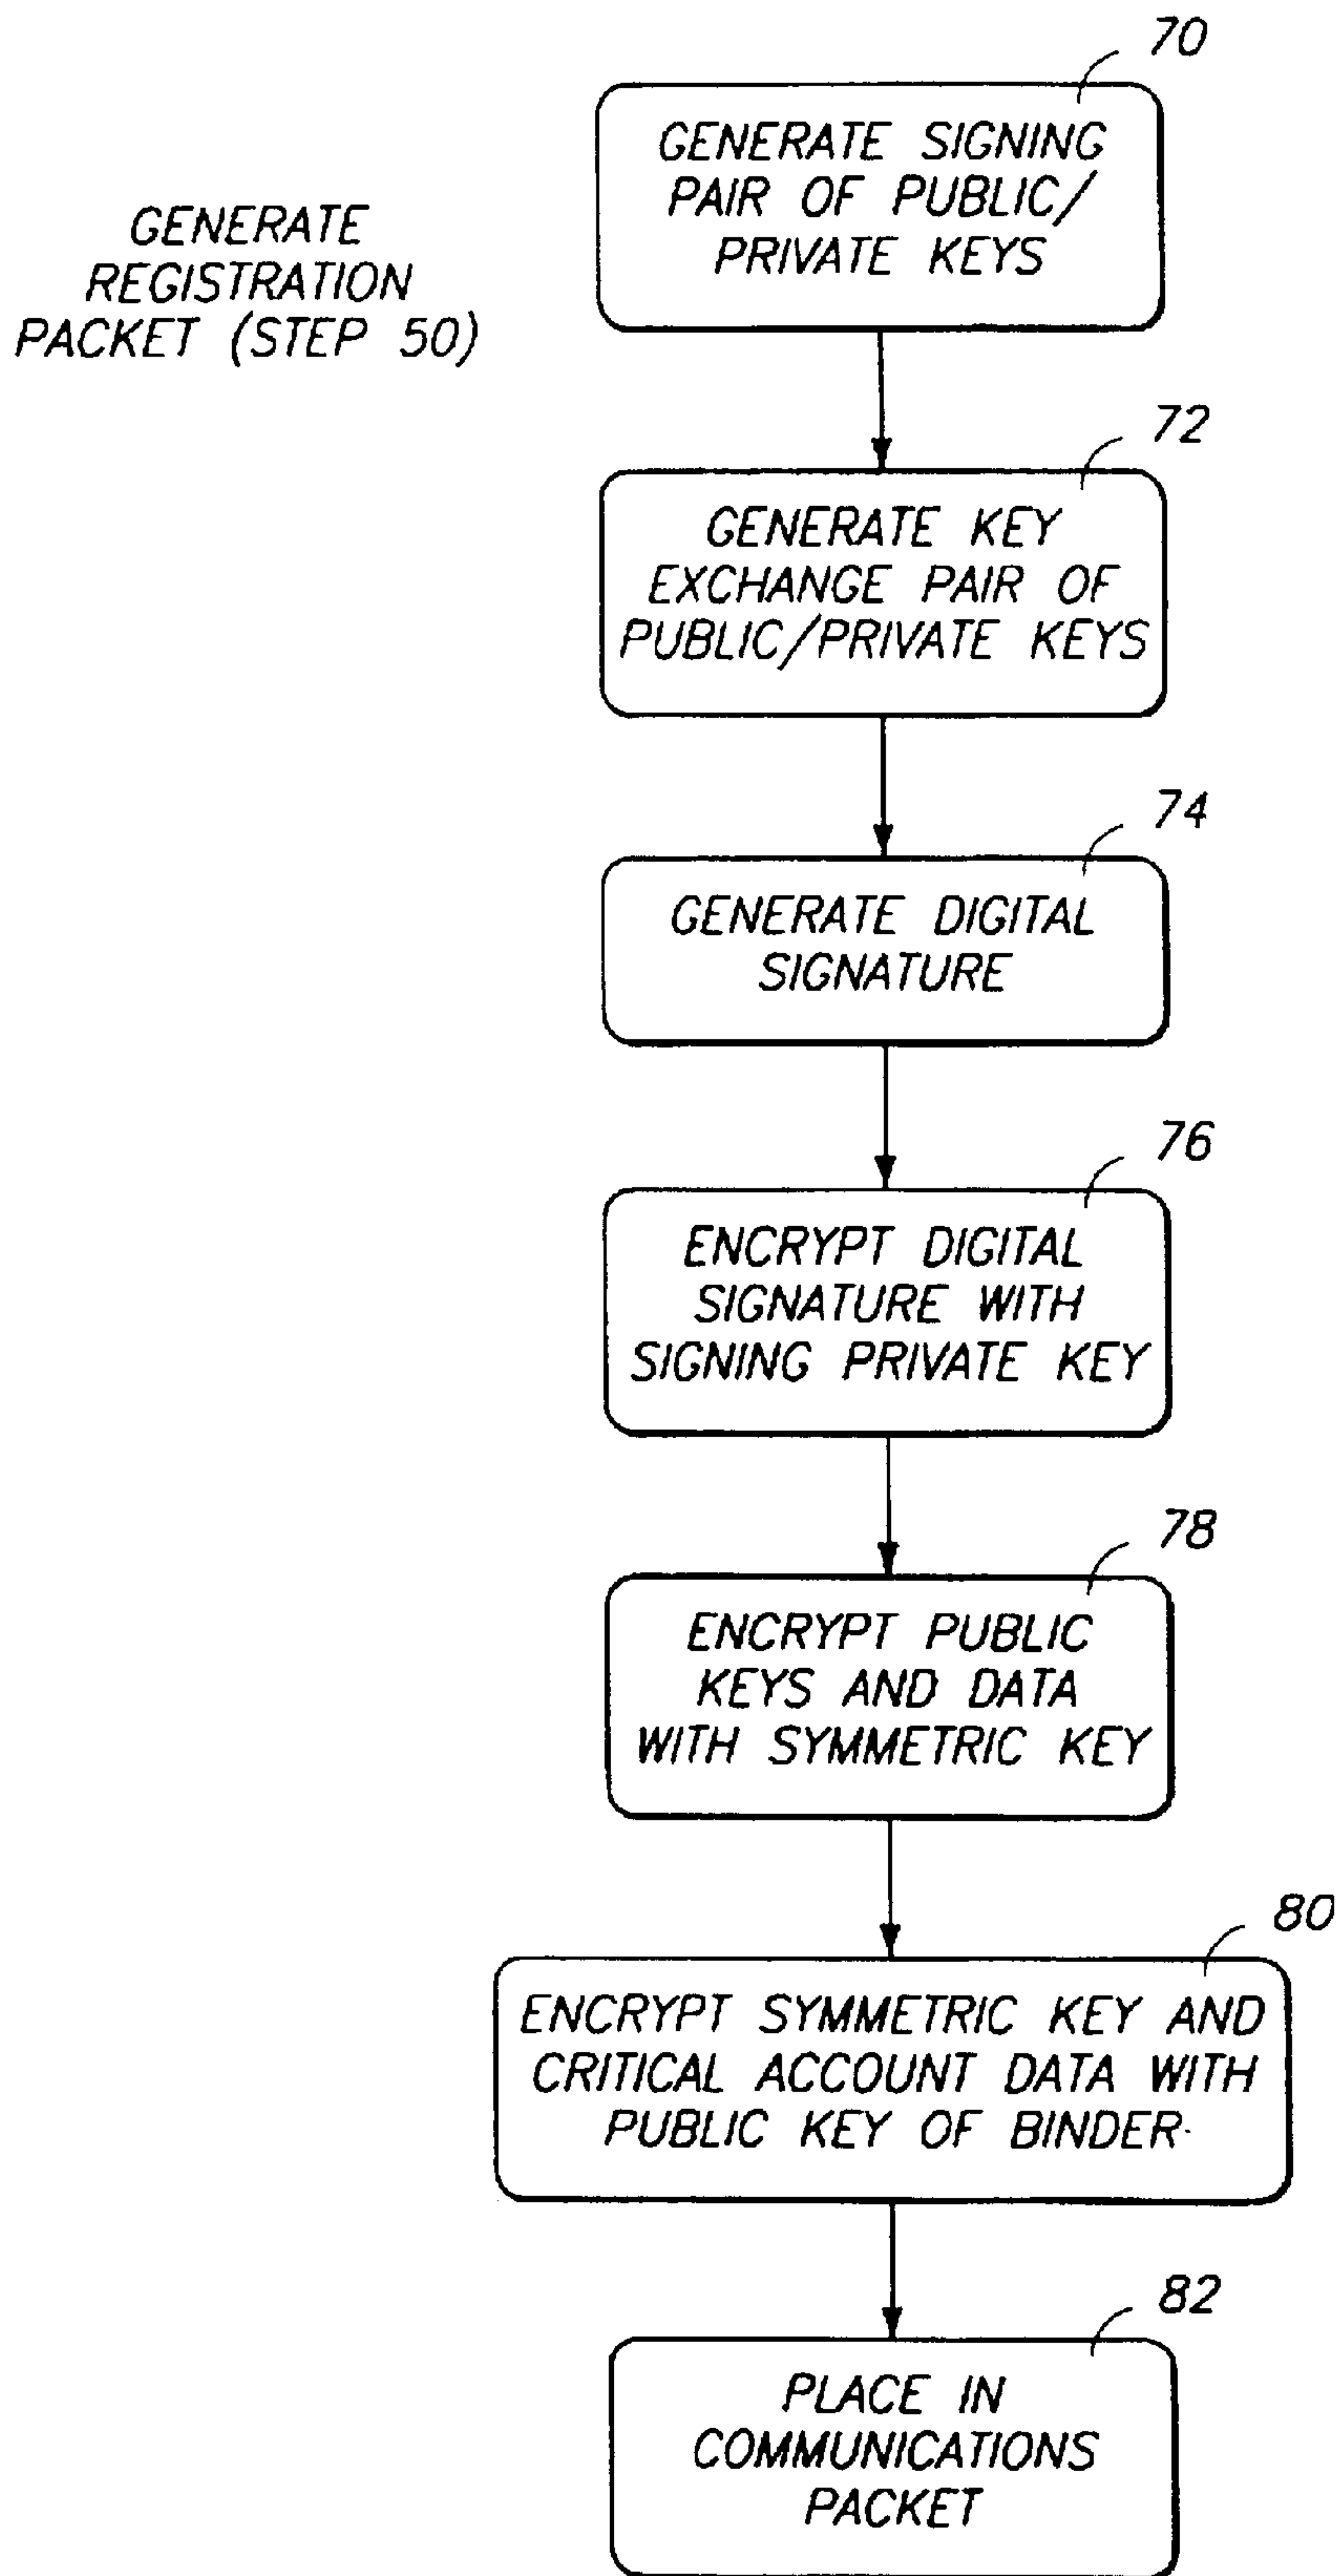 GENERATE
REGISTRATION
PACKET (STEP 50)
70
GENERATE SIGNING
PAIR OF PUBLIC/
PRIVATE KEYS
72
GENERATE KEY
EXCHANGE PAIR OF
PUBLIC/PRIVATE KEYS
74
GENERATE DIGITAL
SIGNATURE
76
ENCRYPT DIGITAL
SIGNATURE WITH
SIGNING PRIVATE KEY
78
ENCRYPT PUBLIC
KEYS AND DATA
WITH SYMMETRIC KEY
80
ENCRYPT SYMMETRIC KEY AND
CRITICAL ACCOUNT DATA WITH
PUBLIC KEY OF BINDER
82
PLACE IN
COMMUNICATIONS
PACKET